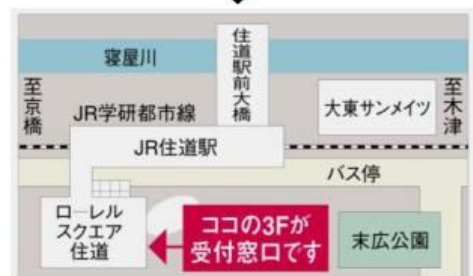 寝屋川
住道駅前大橋
至京橋
JR学研都市線
大東サンメイツ
至木津
JR住道駅
バス停
ローレル
スクエア
住道
ココの3Fが
受付窓口です
末広公園